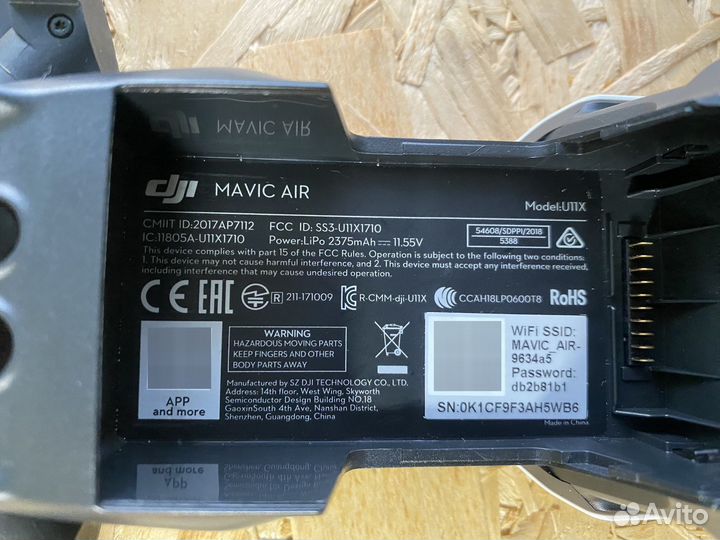 MAVIC AIR
dji MAVIC AIR
Model:U11X
CMIIT ID:2017AP7112 FCC ID: SS3-U11X1710
IC:11805A-U11X1710 Power:LiPo 2375mAh 11.55V
54608/SDPPI/2018
5388
This device complies with part 15 of the FCC Rules. Operation is subject to the following two conditions:
1. This device may not cause harmful interference, and 2. This device must accept any interference
including interference received, including interference that may cause undesired operation.
CE EAC R 211-171009 R-CMM-dji-U11X CCAH18LP0600T8 RoHS
WARNING
HAZARDOUS MOVING PARTS
KEEP FINGERS AND OTHER
BODY PARTS AWAY
APP
and more
Manufactured by SZ DJI TECHNOLOGY CO., LTD.
Address: 14th floor, West Wing, Skyworth
Semiconductor Design Building NO.18
GaoxinSouth 4th Ave, Nanshan District,
Shenzhen, Guangdong, China
WiFi SSID:
MAVIC_AIR-
9634a5
Password:
db2b81b1
SN:0K1CF9F3AH5WB6
Made in China
Avito